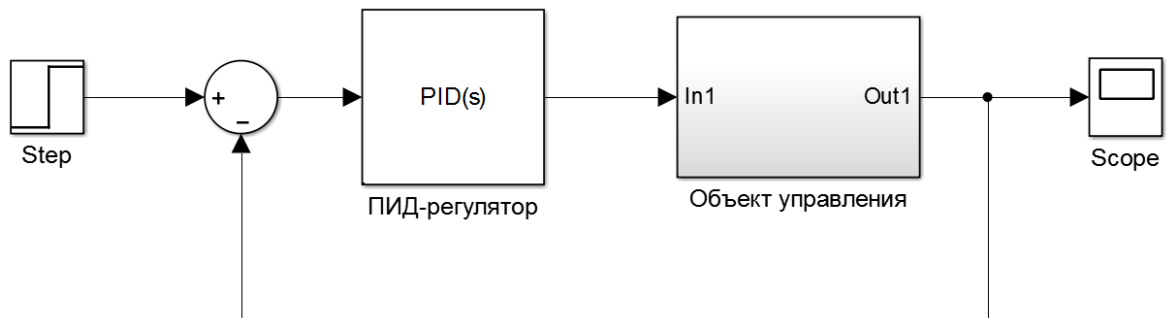 PID(s)
In1
Out1
Step
ПИД-регулятор
Объект управления
Scope
+
−